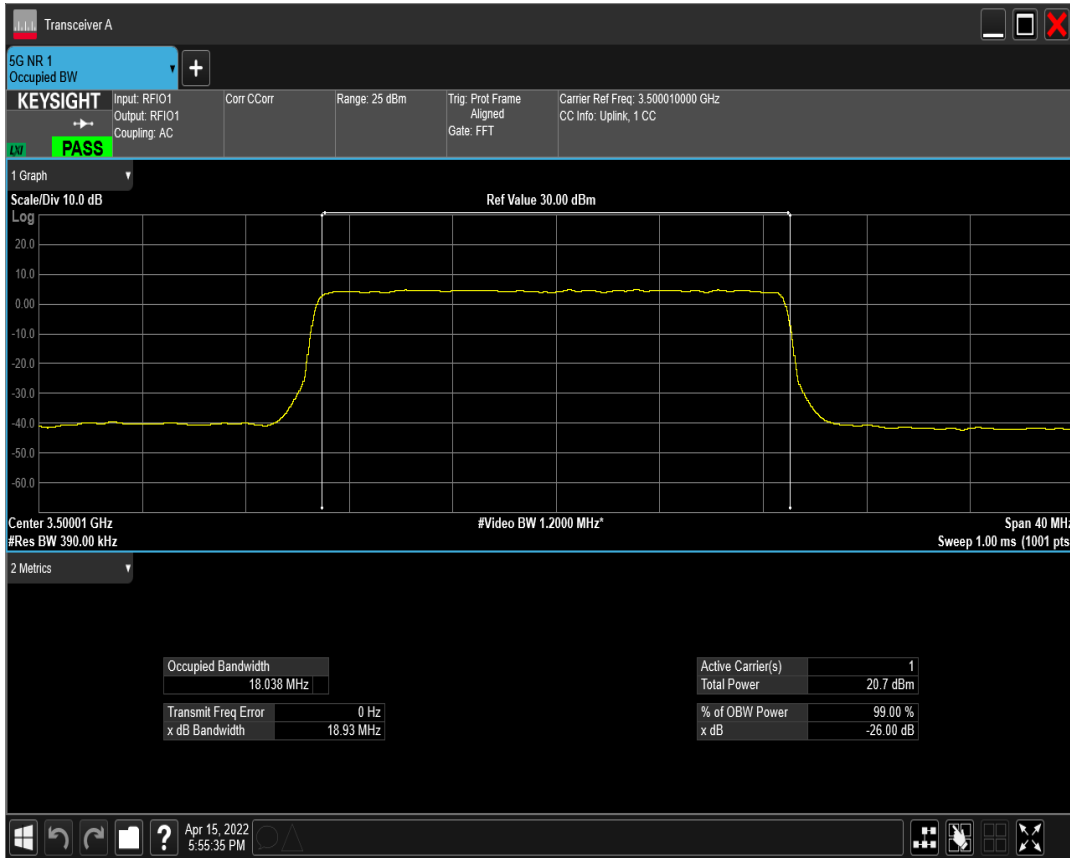 Transceiver A
5G NR 1
Occupied BW
KEYSIGHT
Input: RFIO1
Output: RFIO1
Coupling: AC
Corr CCorr
Range: 25 dBm
Trig: Prot Frame
Aligned
Gate: FFT
Carrier Ref Freq: 3.500010000 GHz
CC Info: Uplink, 1 CC
LXI
PASS
1 Graph
Scale/Div 10.0 dB
Ref Value 30.00 dBm
Log
20.0
10.0
0.00
-10.0
-20.0
-30.0
-40.0
-50.0
-60.0
Center 3.50001 GHz
#Video BW 1.2000 MHz*
Span 40 MHz
#Res BW 390.00 kHz
Sweep 1.00 ms (1001 pts
2 Metrics
Occupied Bandwidth
18.038 MHz
Transmit Freq Error 0 Hz
x dB Bandwidth 18.93 MHz
Active Carrier(s) 1
Total Power 20.7 dBm
% of OBW Power 99.00 %
x dB -26.00 dB
?
Apr 15, 2022
5:55:35 PM